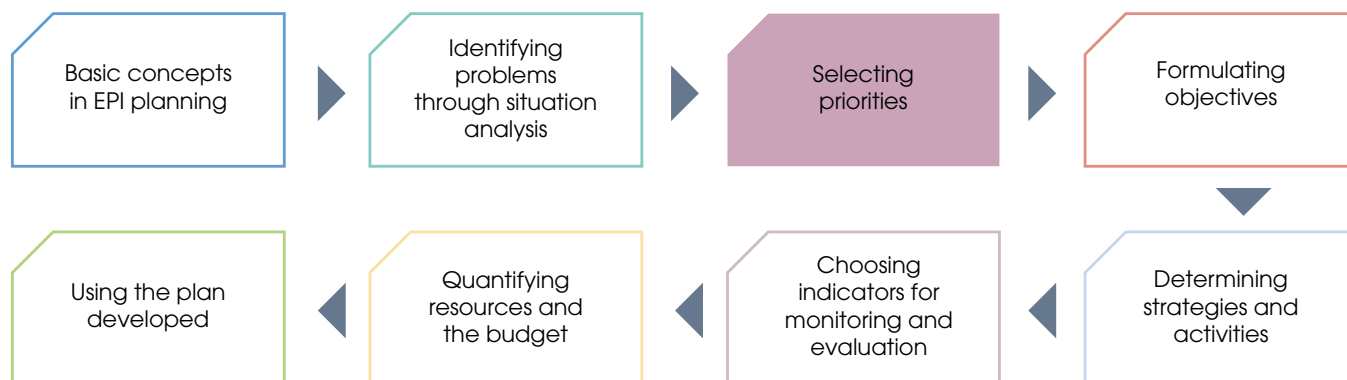 Basic concepts
in EPI planning
Identifying
problems
through situation
analysis
Selecting
priorities
Formulating
objectives
Determining
strategies and
activities
Choosing
indicators for
monitoring and
evaluation
Quantifying
resources and
the budget
Using the plan
developed